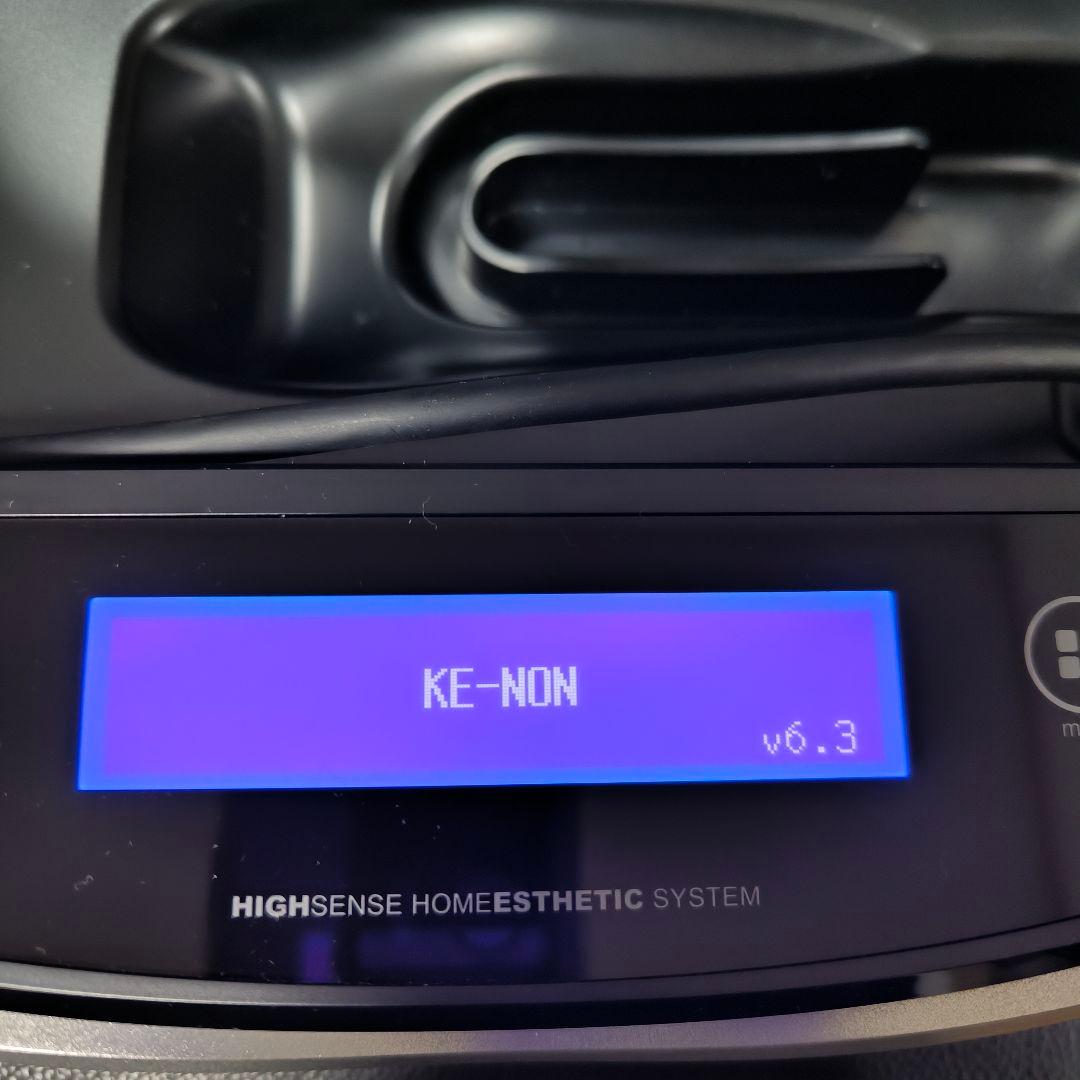 KE-NON
v6.3
HIGHSENSE HOMEESTHETIC SYSTEM